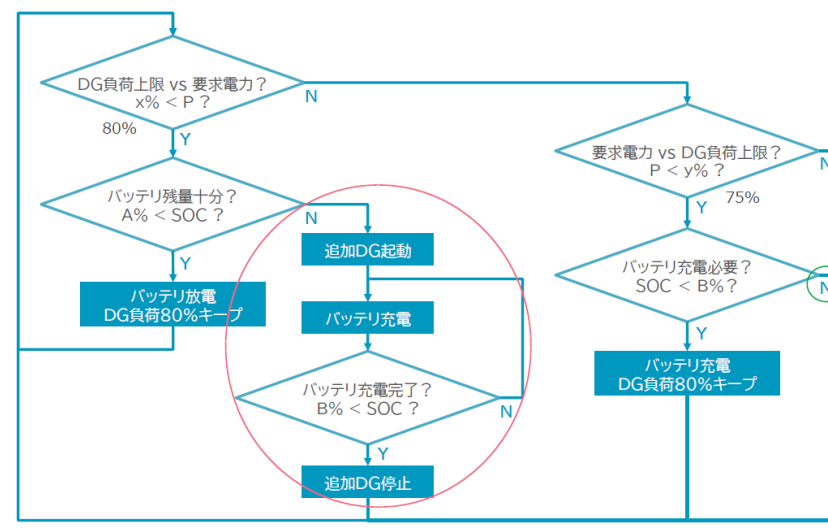 DG負荷上限 vs 要求電力？
x% < P ？
80%
N
Y
バッテリ残量十分？
A% < SOC ？
N
Y
バッテリ放電
DG負荷80%キープ
追加DG起動
バッテリ充電
バッテリ充電完了？
B% < SOC ？
N
Y
追加DG停止
要求電力 vs DG負荷上限？
P < y% ？
75%
N
Y
バッテリ充電必要？
SOC < B%？
N
Y
バッテリ充電
DG負荷80%キープ